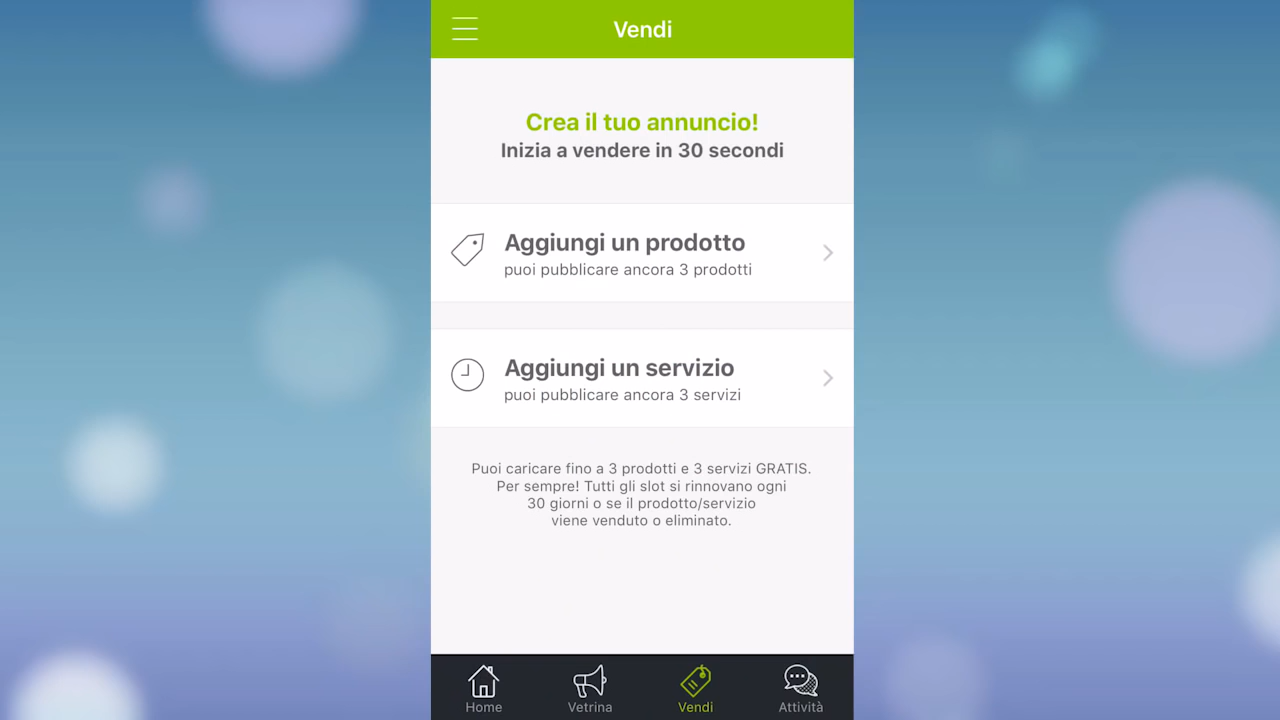 Vendi
Crea il tuo annuncio!
Inizia a vendere in 30 secondi
Aggiungi un prodotto
puoi pubblicare ancora 3 prodotti
Aggiungi un servizio
puoi pubblicare ancora 3 servizi
Puoi caricare fino a 3 prodotti e 3 servizi GRATIS.
Per sempre! Tutti gli slot si rinnovano ogni
30 giorni o se il prodotto/servizio
viene venduto o eliminato.
Home Vetrina Vendi Attività